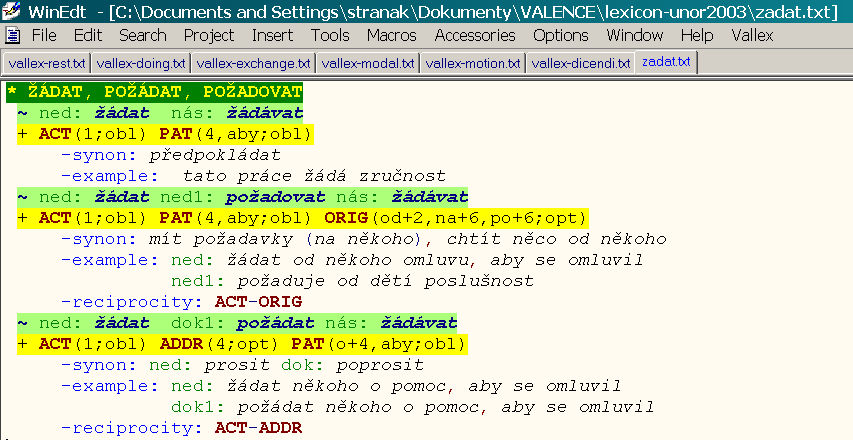 WinEdt - [C:\Documents and Settings\stranak\Dokumenty\VALENCE\lexicon-unor2003\zadat.txt]
File Edit Search Project Insert Tools Macros Accessories Options Window Help Vallex
vallex-rest.txt vallex-doing.txt vallex-exchange.txt vallex-modal.txt vallex-motion.txt vallex-dicendi.txt zadat.txt
* ŽÁDAT, POŽÁDAT, POŽADOVAT
~ ned: žádat nás: žádávat
+ ACT(1;obl) PAT(4,aby;obl)
-synon: předpokládat
-example: tato práce žádá zručnost
~ ned: žádat ned1: požadovat nás: žádávat
+ ACT(1;obl) PAT(4,aby;obl) ORIG(od+2,na+6,po+6;opt)
-synon: mít požadavky (na někoho), chtít něco od někoho
-example: ned: žádat od někoho omluvu, aby se omluvil
ned1: požaduje od dětí poslušnost
-reciprocity: ACT-ORIG
~ ned: žádat dok1: požádat nás: žádávat
+ ACT(1;obl) ADDR(4;opt) PAT(o+4,aby;obl)
-synon: ned: prosit dok: poprosit
-example: ned: žádat někoho o pomoc, aby se omluvil
dok1: požádat někoho o pomoc, aby se omluvil
-reciprocity: ACT-ADDR